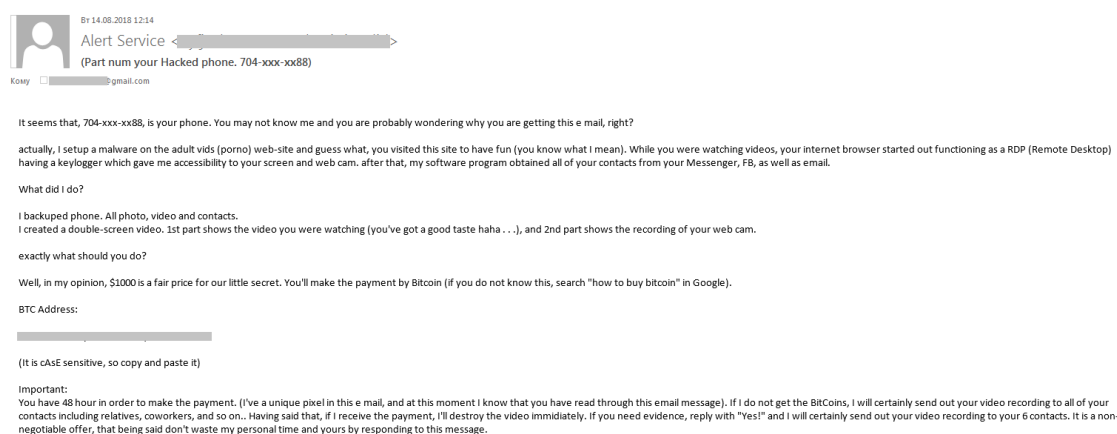 Вт 14.08.2018 12:14
Alert Service < >
(Part num your Hacked phone. 704-xxx-xx88)
Кому @gmail.com
It seems that, 704-xxx-xx88, is your phone. You may not know me and you are probably wondering why you are getting this e mail, right?
actually, I setup a malware on the adult vids (porno) web-site and guess what, you visited this site to have fun (you know what I mean). While you were watching videos, your internet browser started out functioning as a RDP (Remote Desktop)
having a keylogger which gave me accessibility to your screen and web cam. after that, my software program obtained all of your contacts from your Messenger, FB, as well as email.
What did I do?
I backuped phone. All photo, video and contacts.
I created a double-screen video. 1st part shows the video you were watching (you've got a good taste haha . . .), and 2nd part shows the recording of your web cam.
exactly what should you do?
Well, in my opinion, $1000 is a fair price for our little secret. You'll make the payment by Bitcoin (if you do not know this, search "how to buy bitcoin" in Google).
BTC Address:
(It is cAsE sensitive, so copy and paste it)
Important:
You have 48 hour in order to make the payment. (I've a unique pixel in this e mail, and at this moment I know that you have read through this email message). If I do not get the BitCoins, I will certainly send out your video recording to all of your
contacts including relatives, coworkers, and so on.. Having said that, if I receive the payment, I'll destroy the video immidiately. If you need evidence, reply with "Yes!" and I will certainly send out your video recording to your 6 contacts. It is a non-
negotiable offer, that being said don't waste my personal time and yours by responding to this message.